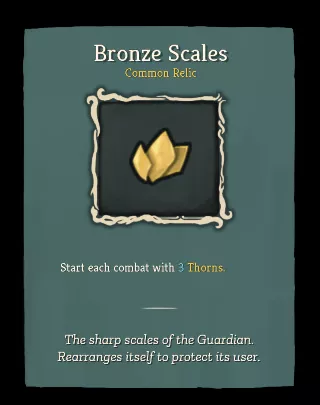 Bronze Scales
Common Relic
Start each combat with 3 Thorns.
The sharp scales of the Guardian.
Rearranges itself to protect its user.